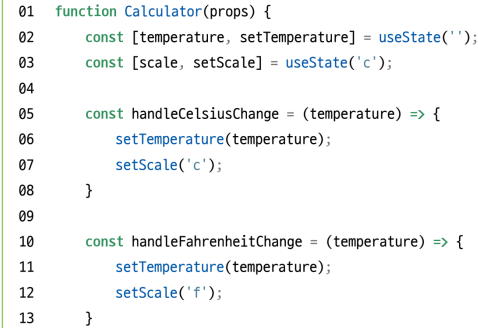 01 function Calculator(props) {
02     const [temperature, setTemperature] = useState('');
03     const [scale, setScale] = useState('c');
04
05     const handleCelsiusChange = (temperature) => {
06         setTemperature(temperature);
07         setScale('c');
08     }
09
10     const handleFahrenheitChange = (temperature) => {
11         setTemperature(temperature);
12         setScale('f');
13     }